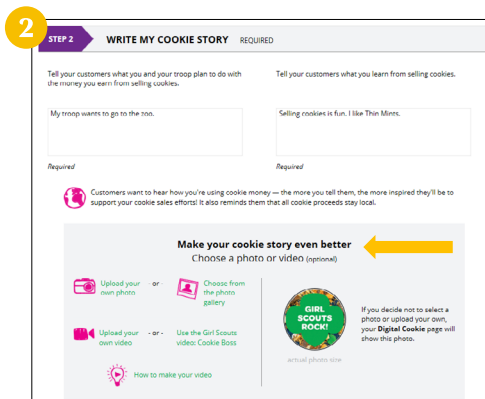 2
STEP 2 WRITE MY COOKIE STORY REQUIRED
Tell your customers what you and your troop plan to do with
the money you earn from selling cookies.
Tell your customers what you learn from selling cookies.
My troop wants to go to the zoo.
Selling cookies is fun. I like Thin Mints.
Required
Required
Customers want to hear how you're using cookie money — the more you tell them, the more inspired they'll be to
support your cookie sales efforts! It also reminds them that all cookie proceeds stay local.
Make your cookie story even better
Choose a photo or video (optional)
Upload your
own photo
- or -
Choose from
the photo
gallery
Upload your
own video
- or -
Use the Girl Scouts
video: Cookie Boss
How to make your video
GIRL
SCOUTS
ROCK!
actual photo size
If you decide not to select a
photo or upload your own,
your Digital Cookie page will
show this photo.